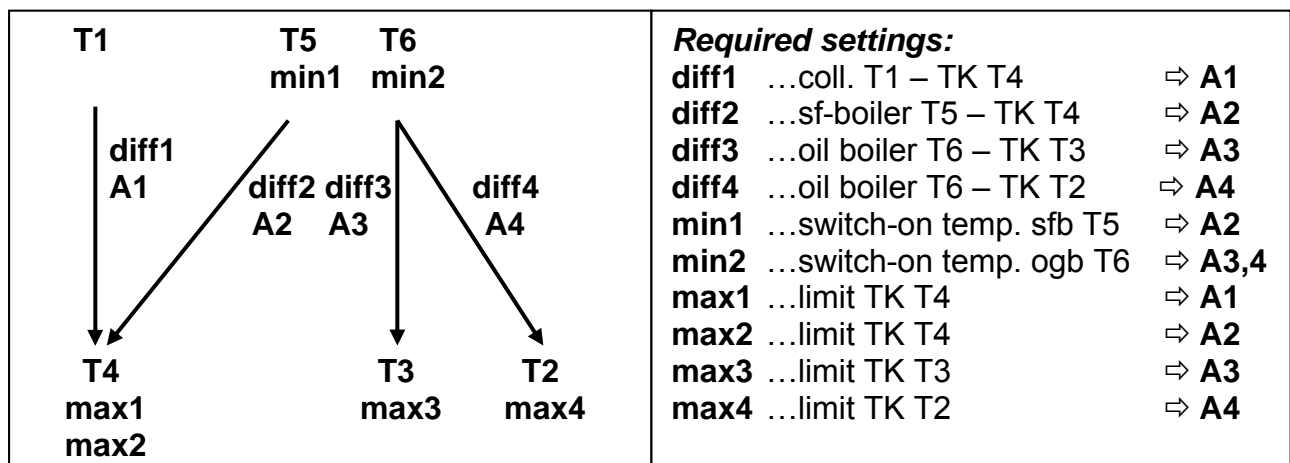 T1 T5 T6
min1 min2
diff1
A1
diff2 diff3 diff4
A2 A3 A4
T4 T3 T2
max1 max3 max4
max2
Required settings:
diff1 …coll. T1 – TK T4 ⇨ A1
diff2 …sf-boiler T5 – TK T4 ⇨ A2
diff3 …oil boiler T6 – TK T3 ⇨ A3
diff4 …oil boiler T6 – TK T2 ⇨ A4
min1 …switch-on temp. sfb T5 ⇨ A2
min2 …switch-on temp. ogb T6 ⇨ A3,4
max1 …limit TK T4 ⇨ A1
max2 …limit TK T4 ⇨ A2
max3 …limit TK T3 ⇨ A3
max4 …limit TK T2 ⇨ A4